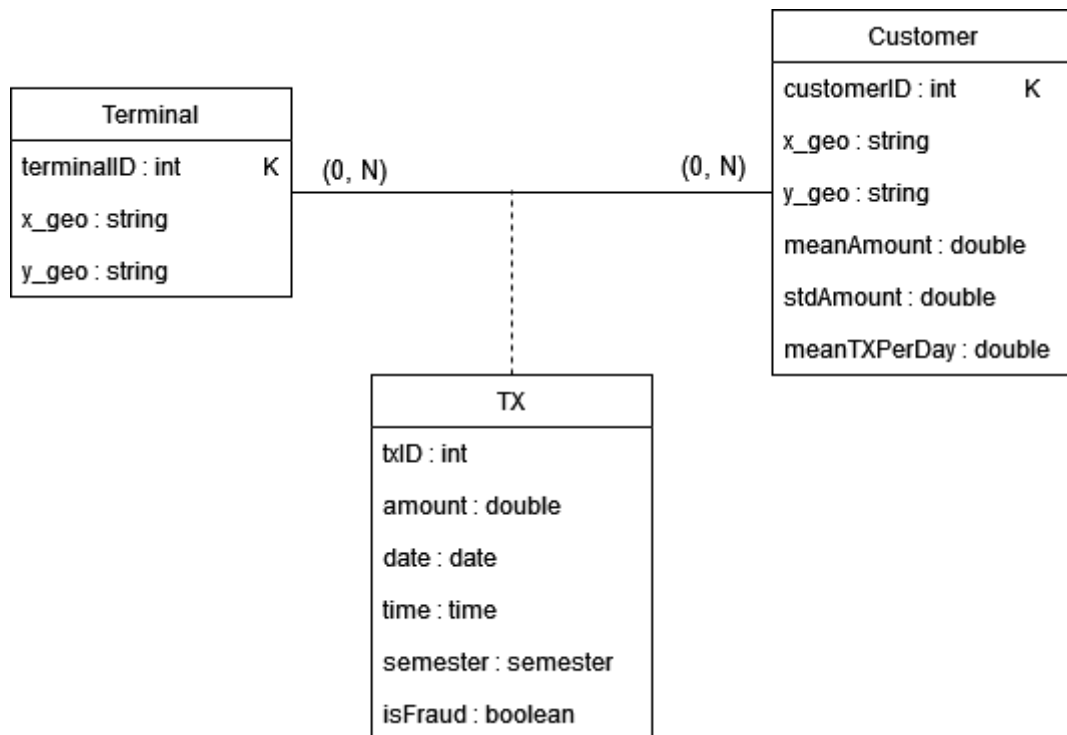 Terminal
terminalID : int K
x_geo : string
y_geo : string
(0, N)
(0, N)
Customer
customerID : int K
x_geo : string
y_geo : string
meanAmount : double
stdAmount : double
meanTXPerDay : double
TX
txID : int
amount : double
date : date
time : time
semester : semester
isFraud : boolean